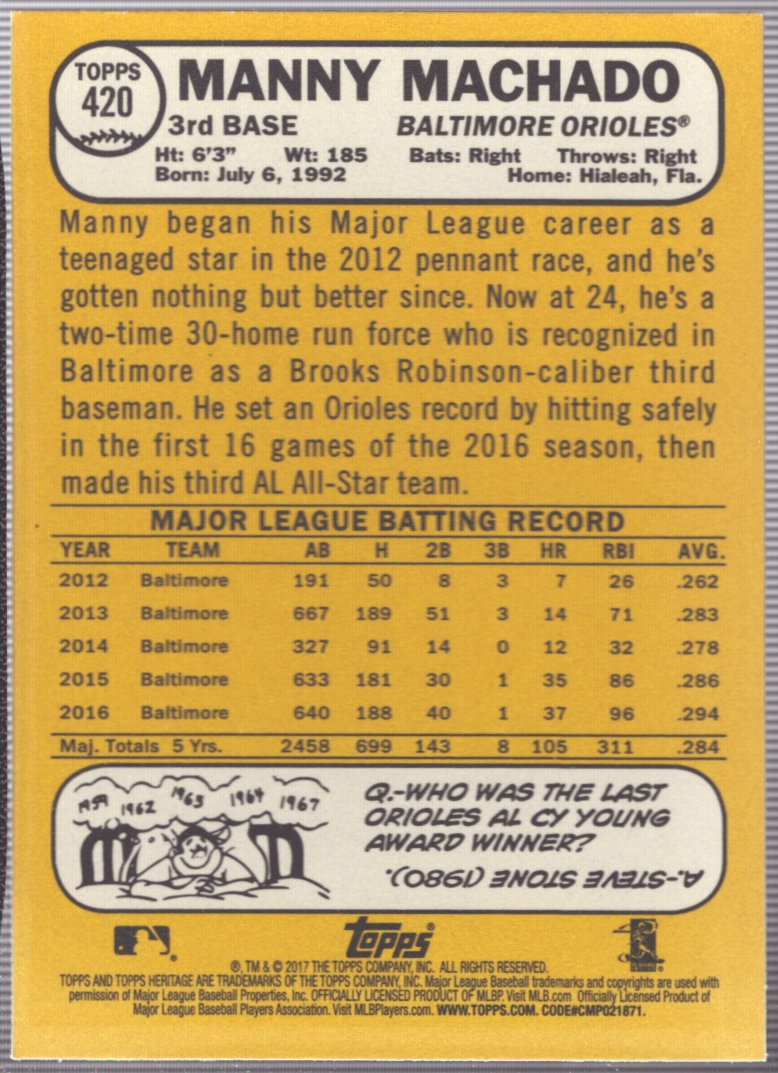 TOPPS
420
MANNY MACHADO
3rd BASE BALTIMORE ORIOLES®
Ht: 6'3" Wt: 185 Bats: Right Throws: Right
Born: July 6, 1992 Home: Hialeah, Fla.
Manny began his Major League career as a
teenaged star in the 2012 pennant race, and he's
gotten nothing but better since. Now at 24, he's a
two-time 30-home run force who is recognized in
Baltimore as a Brooks Robinson-caliber third
baseman. He set an Orioles record by hitting safely
in the first 16 games of the 2016 season, then
made his third AL All-Star team.
MAJOR LEAGUE BATTING RECORD
YEAR TEAM AB H 2B 3B HR RBI AVG.
2012 Baltimore 191 50 8 3 7 26 .262
2013 Baltimore 667 189 51 3 14 71 .283
2014 Baltimore 327 91 14 0 12 32 .278
2015 Baltimore 633 181 30 1 35 86 .286
2016 Baltimore 640 188 40 1 37 96 .294
Maj. Totals 5 Yrs. 2458 699 143 8 105 311 .284
1959 1962 1963 1964 1967
Q.-WHO WAS THE LAST
ORIOLES AL CY YOUNG
AWARD WINNER?
A.-STEVE STONE (1980).
Topps®
®, TM & © 2017 THE TOPPS COMPANY, INC. ALL RIGHTS RESERVED.
TOPPS AND TOPPS HERITAGE ARE TRADEMARKS OF THE TOPPS COMPANY, INC. Major League Baseball trademarks and copyrights are used with
permission of Major League Baseball Properties, Inc. OFFICIALLY LICENSED PRODUCT OF MLBP. Visit MLB.com Officially Licensed Product of
Major League Baseball Players Association. Visit MLBPlayers.com. WWW.TOPPS.COM. CODE#CMP021871.